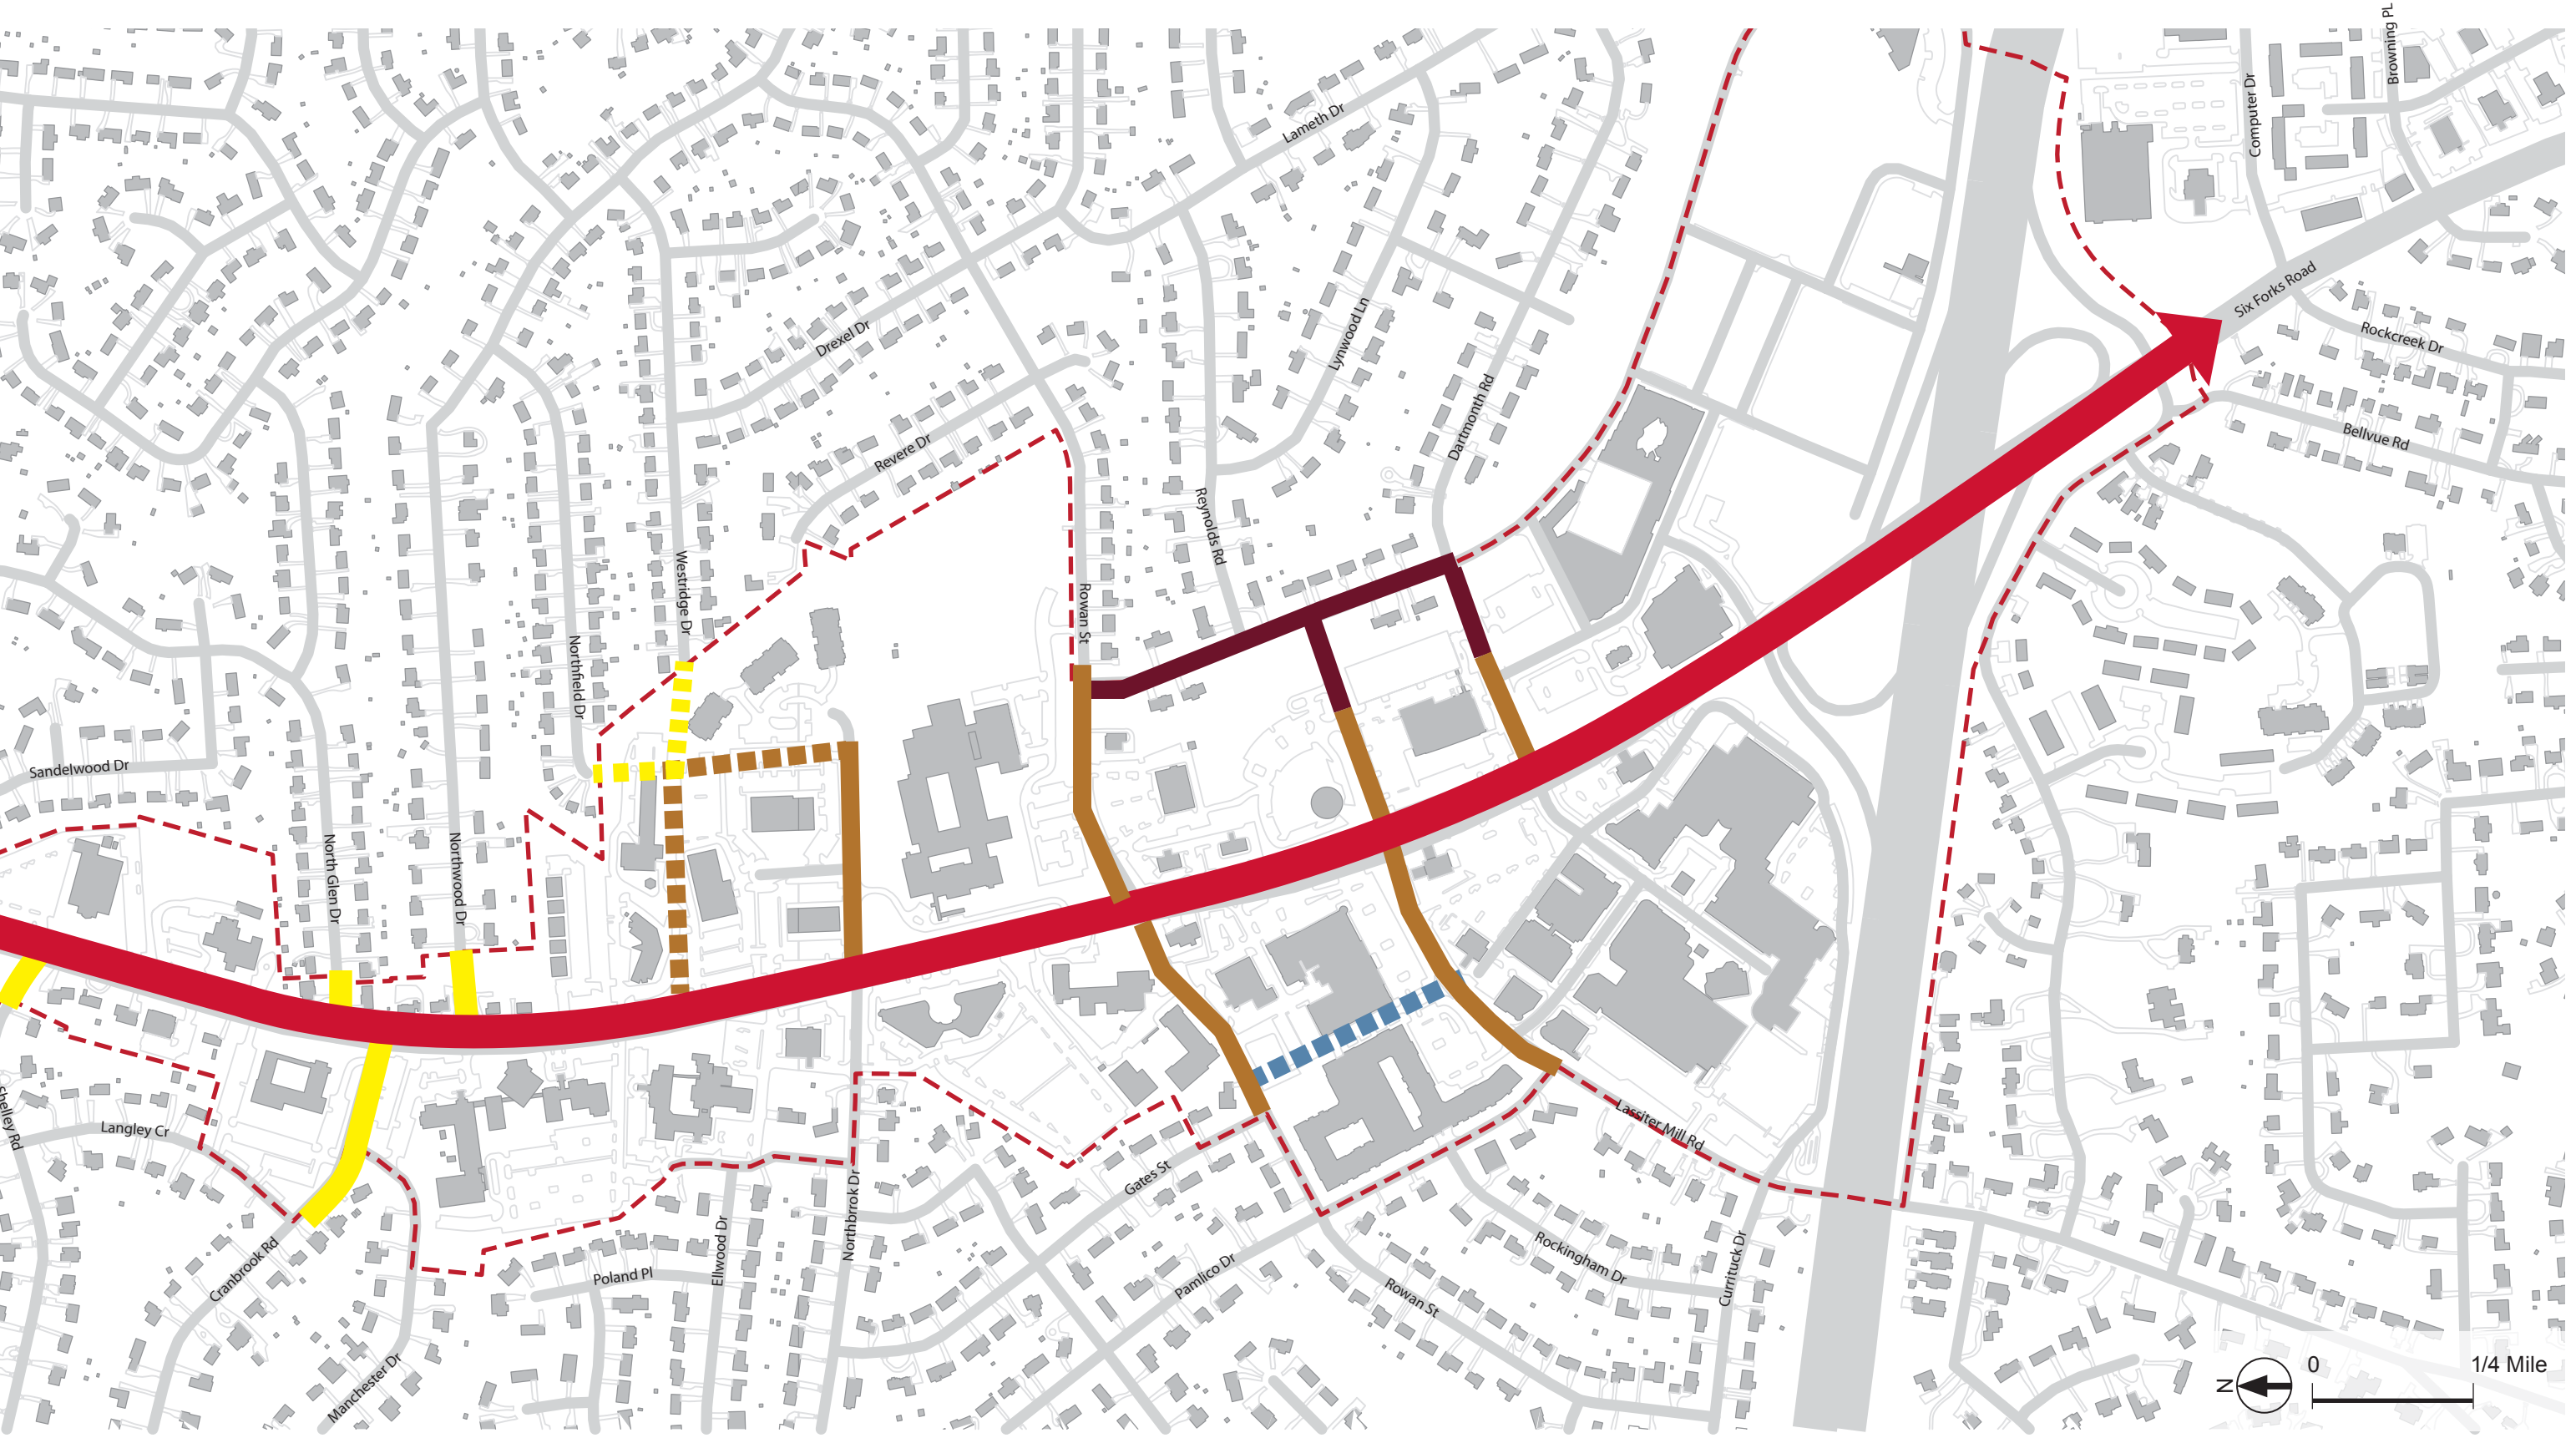 Browning PL
Computer Dr
Lameth Dr
Six Forks Road
Rockcreek Dr
Drexel Dr
Lynwood Ln
Dartmonth Rd
Bellvue Rd
Revere Dr
Reynolds Rd
Westridge Dr
Rowan St
Northfield Dr
Sandelwood Dr
North Glen Dr
Northwood Dr
Shelley Rd
Langley Cr
Lassiter Mill Rd
Gates St
Northbrrok Dr
Ellwood Dr
Cranbrook Rd
Poland Pl
Pamlico Dr
Rockingham Dr
Rowan St
Currituck Dr
Manchester Dr
N
0
1/4 Mile